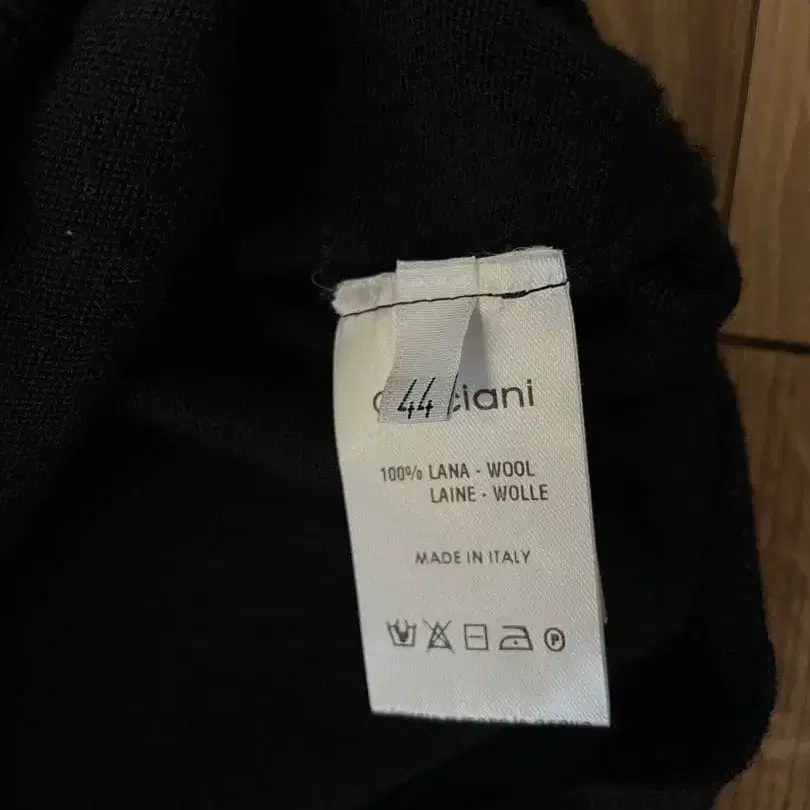 44
ciani
100% LANA - WOOL
LAINE - WOLLE
MADE IN ITALY
P